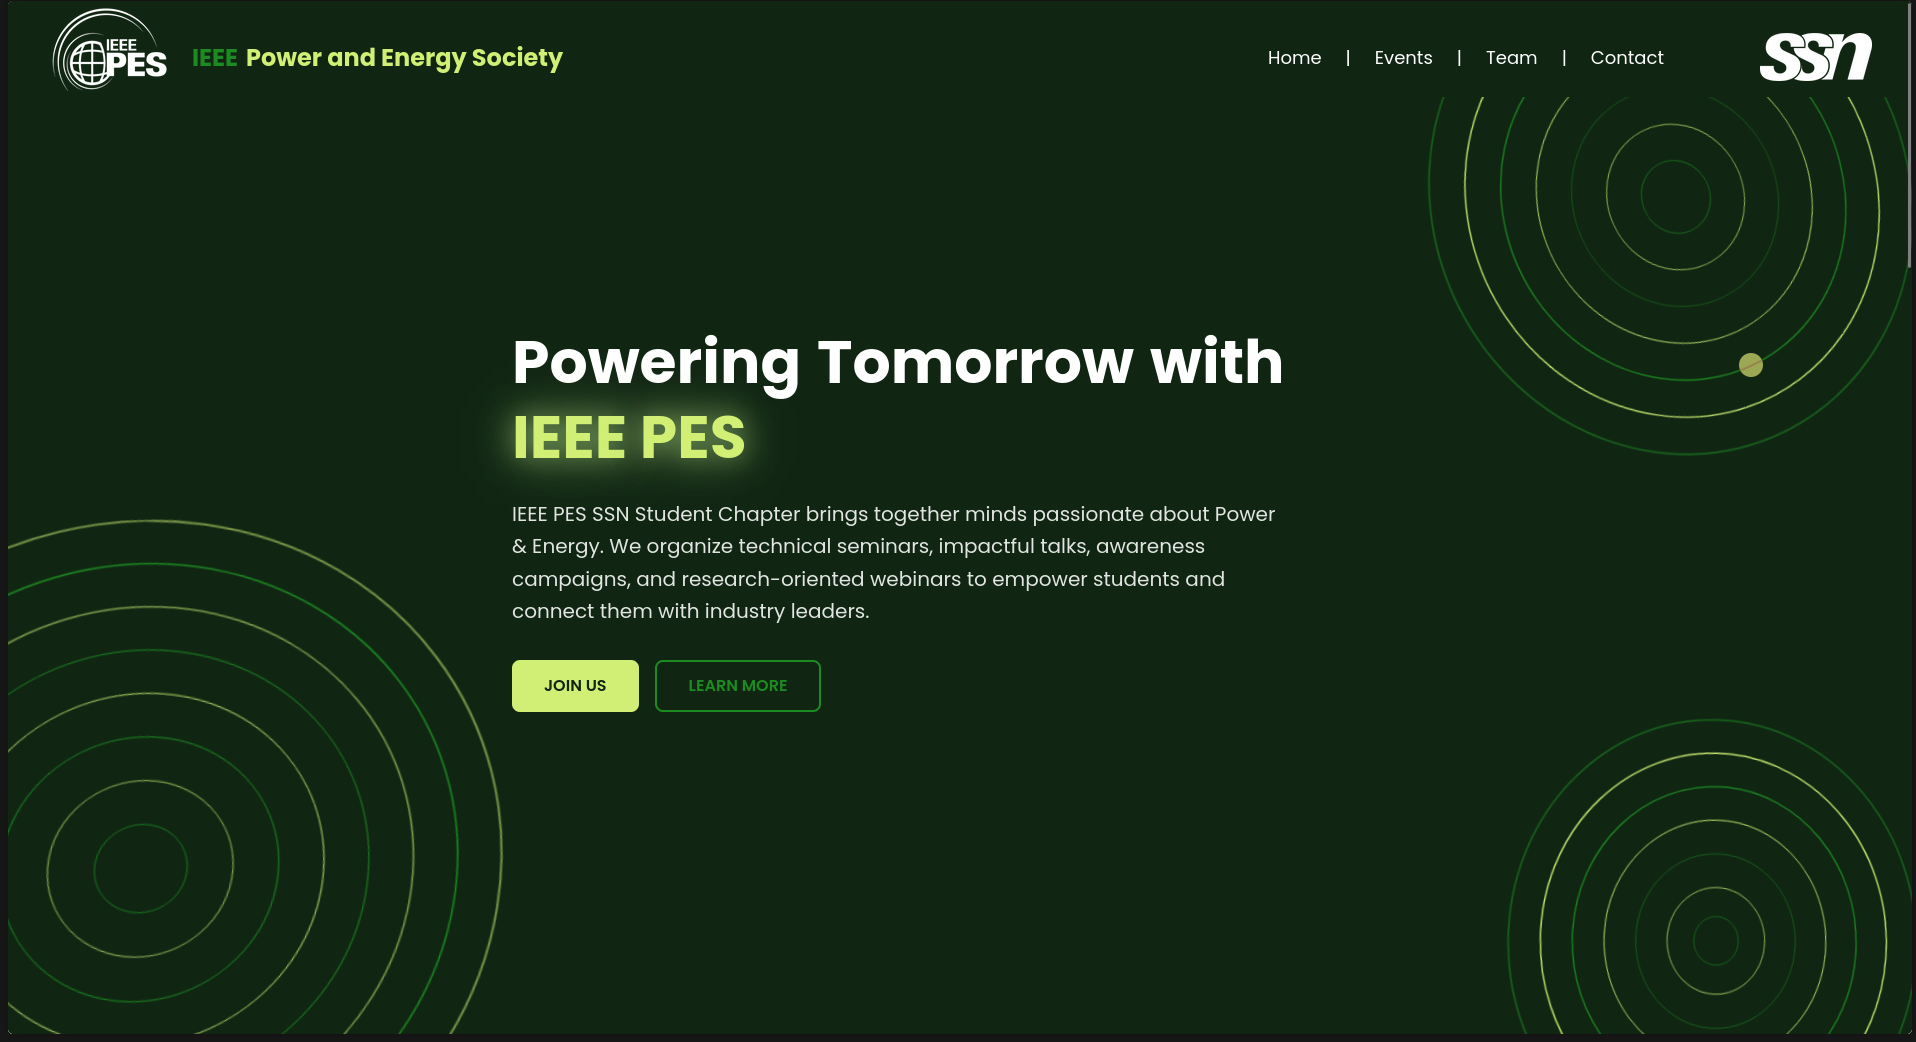 IEEE
PES
IEEE Power and Energy Society
Home | Events | Team | Contact
ssn
Powering Tomorrow with
IEEE PES
IEEE PES SSN Student Chapter brings together minds passionate about Power
& Energy. We organize technical seminars, impactful talks, awareness
campaigns, and research-oriented webinars to empower students and
connect them with industry leaders.
JOIN US
LEARN MORE